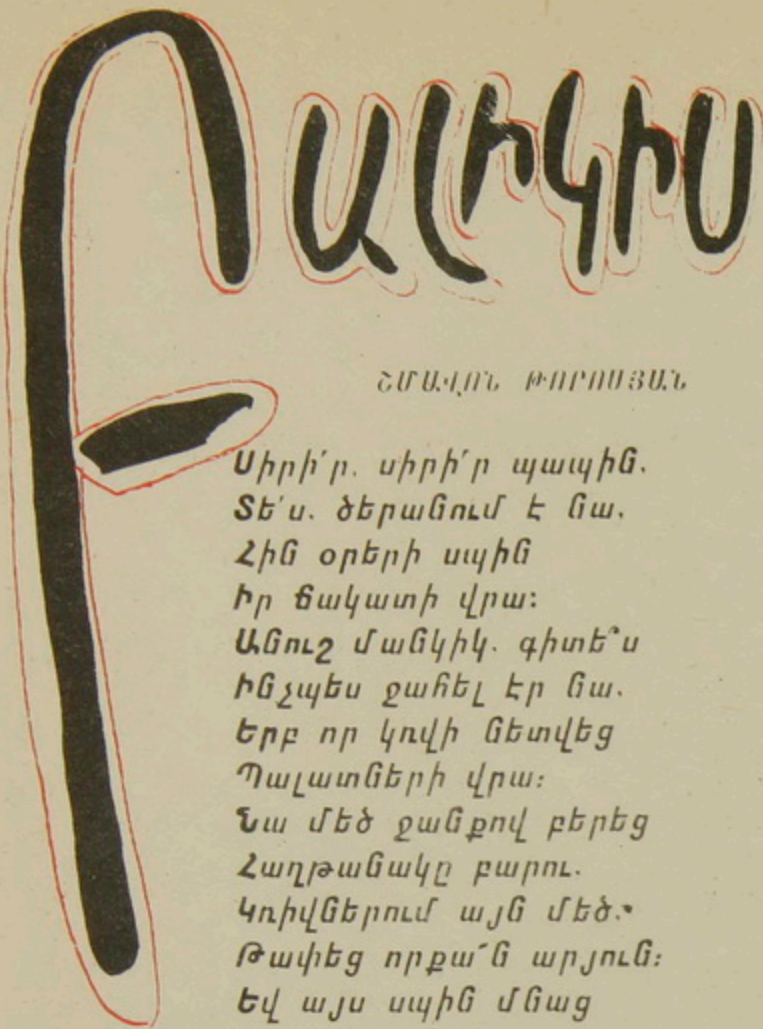 Բալիկիս
ՇՄԱՎՈՆ ԹՈՐՈՍՅԱՆ
Սիրի՛ր, սիրի՛ր պապին,
Տե՛ս, ծերանում է նա,
Հին օրերի սպին
Իր ճակատի վրա։
Անուշ մանկիկ, գիտե՞ս
Ինչպես ջահել էր նա,
Երբ որ կռվի նետվեց
Պալատների վրա։
Նա մեծ ջանքով բերեց
Հաղթանակը բարու,
Կռիվներում այն մեծ,
Թափեց որքա՜ն արյուն։
Եվ այս սպին մնաց